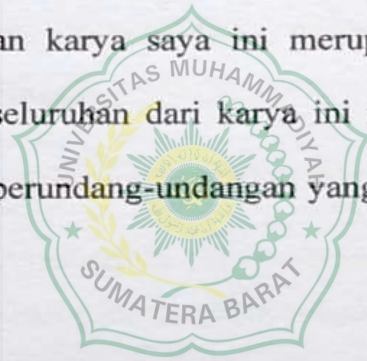 an karya saya ini merup
seluruhan dari karya ini
perundang-undangan yang
UNIVERSITAS MUHAMMADIYAH
SUMATERA BARAT